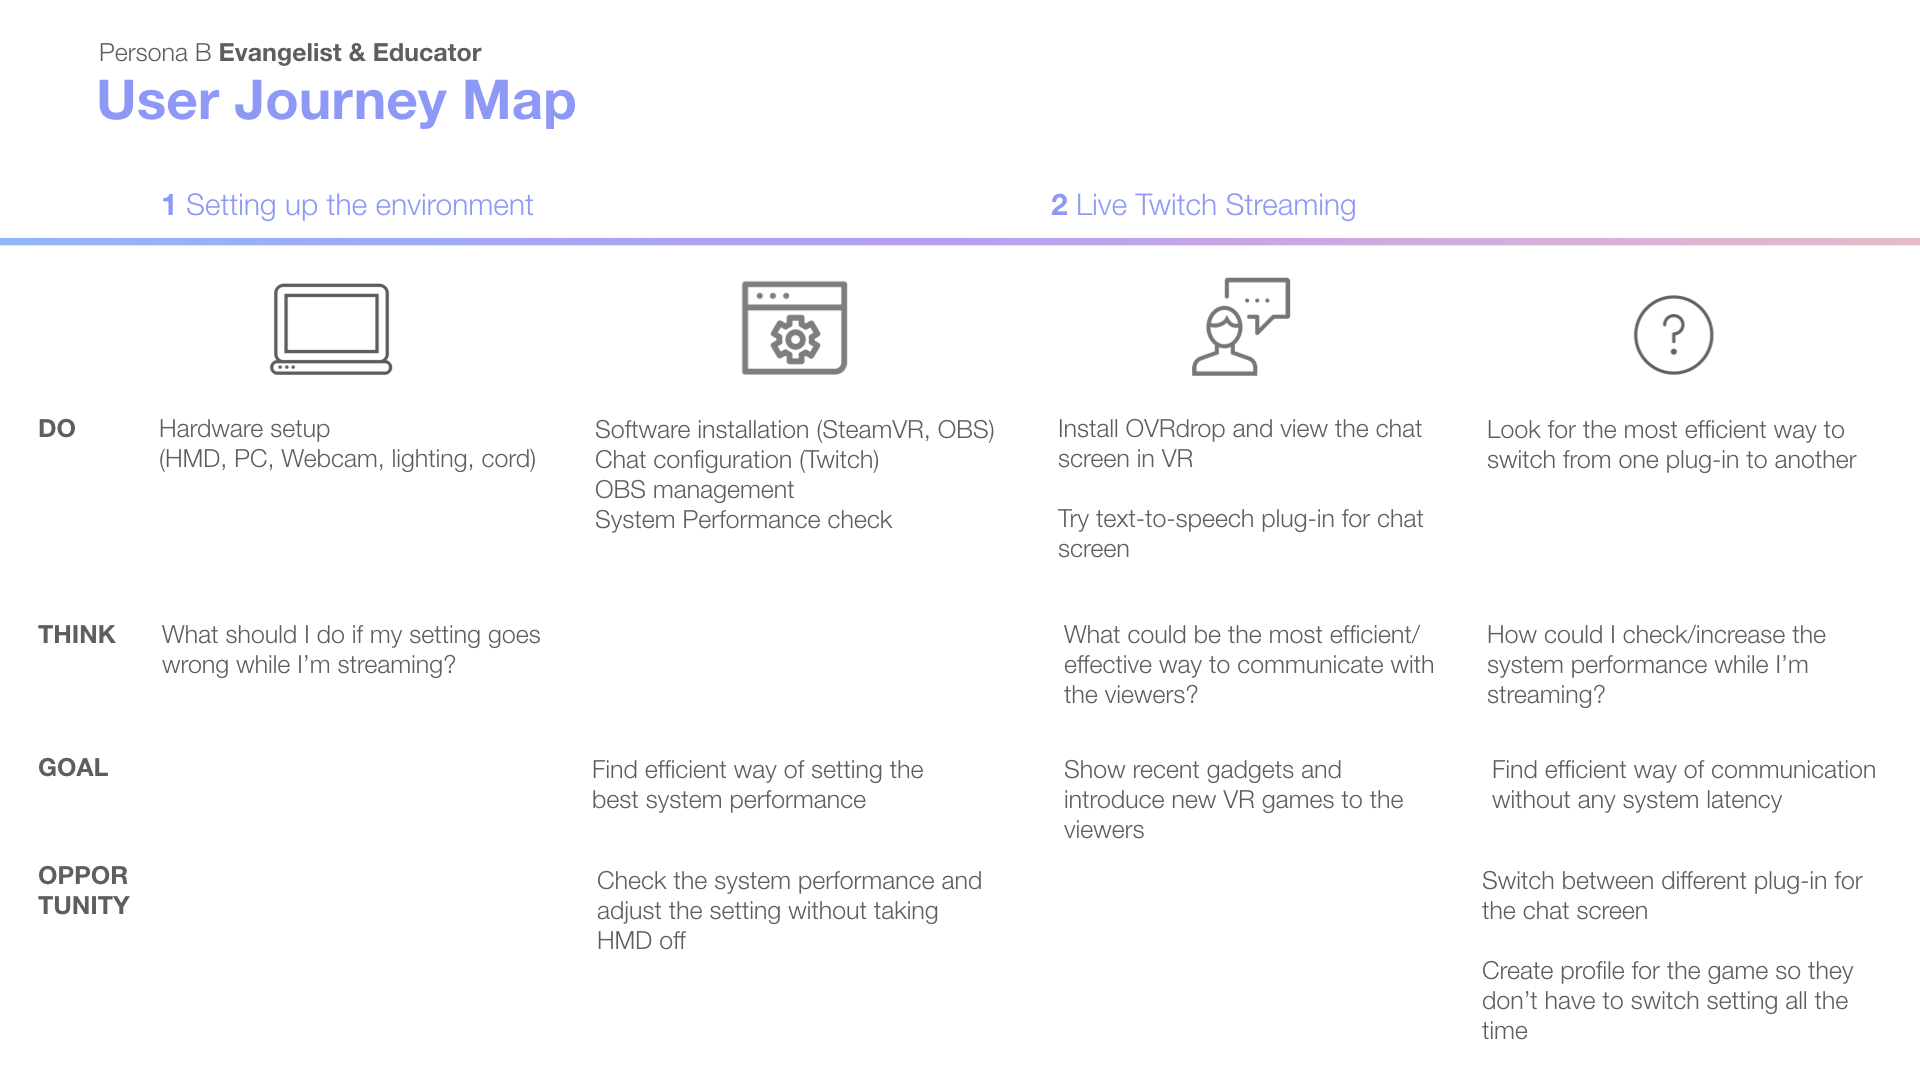 Persona B Evangelist & Educator
User Journey Map
1 Setting up the environment
2 Live Twitch Streaming
DO
Hardware setup
(HMD, PC, Webcam, lighting, cord)
Software installation (SteamVR, OBS)
Chat configuration (Twitch)
OBS management
System Performance check
Install OVRdrop and view the chat
screen in VR
Try text-to-speech plug-in for chat
screen
Look for the most efficient way to
switch from one plug-in to another
THINK
What should I do if my setting goes
wrong while I’m streaming?
What could be the most efficient/
effective way to communicate with
the viewers?
How could I check/increase the
system performance while I’m
streaming?
GOAL
Find efficient way of setting the
best system performance
Show recent gadgets and
introduce new VR games to the
viewers
Find efficient way of communication
without any system latency
OPPOR
TUNITY
Check the system performance and
adjust the setting without taking
HMD off
Switch between different plug-in for
the chat screen
Create profile for the game so they
don’t have to switch setting all the
time